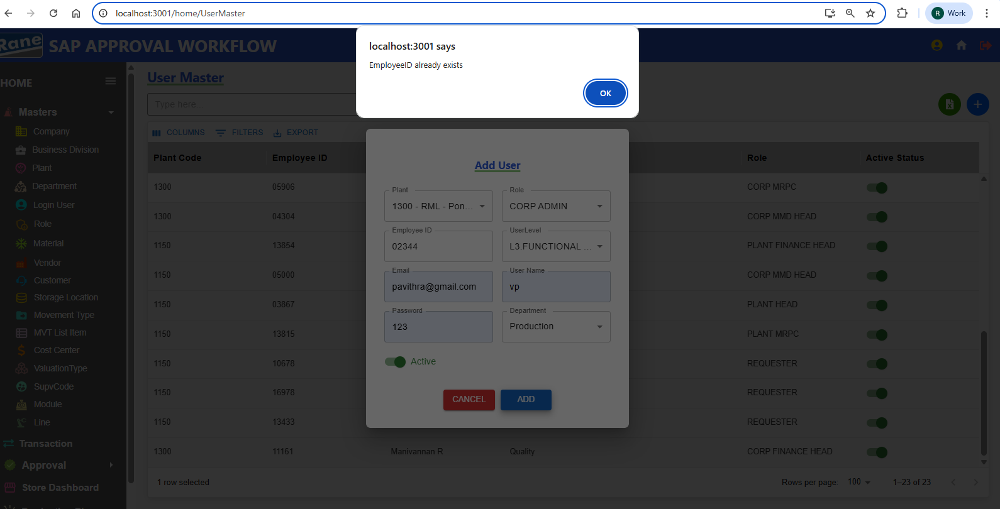 localhost:3001/home/UserMaster
R Work
Rane
SAP APPROVAL WORKFLOW
localhost:3001 says
EmployeeID already exists
OK
HOME
Masters
Company
Business Division
Plant
Department
Login User
Role
Material
Vendor
Customer
Storage Location
Movement Type
MVT List Item
Cost Center
ValuationType
SupvCode
Module
Line
Transaction
Approval
Store Dashboard
User Master
Type here...
COLUMNS FILTERS EXPORT
Plant Code Employee ID Role Active Status
1300 05906 CORP MRPC
1300 04304 CORP MMD HEAD
1150 13854 PLANT FINANCE HEAD
1150 05000 CORP MMD HEAD
1150 03867 PLANT HEAD
1150 13815 PLANT MRPC
1150 10678 REQUESTER
1150 16978 REQUESTER
1150 13433 REQUESTER
1300 11161 Manivannan R Quality CORP FINANCE HEAD
1 row selected
Rows per page: 100 1–23 of 23
Add User
Plant Role
1300 - RML - Pon... CORP ADMIN
Employee ID UserLevel
02344 L3.FUNCTIONAL ...
Email User Name
pavithra@gmail.com vp
Password Department
123 Production
Active
CANCEL ADD